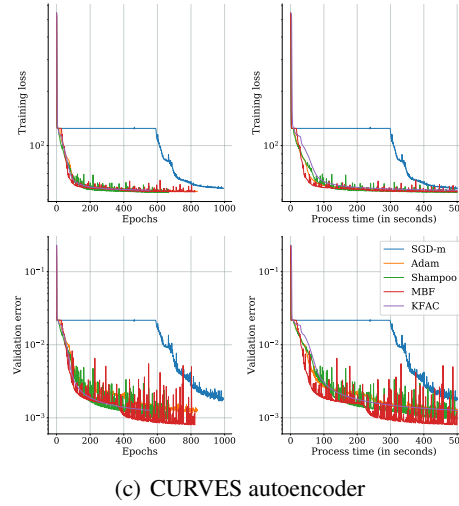 Training loss
10²
0 200 400 600 800 1000
Epochs
Training loss
10²
0 100 200 300 400 50
Process time (in seconds)
Validation error
10⁻¹
10⁻²
10⁻³
0 200 400 600 800 1000
Epochs
Validation error
10⁻¹
10⁻²
10⁻³
SGD-m
Adam
Shampoo
MBF
KFAC
0 100 200 300 400 50
Process time (in seconds)
(c) CURVES autoencoder